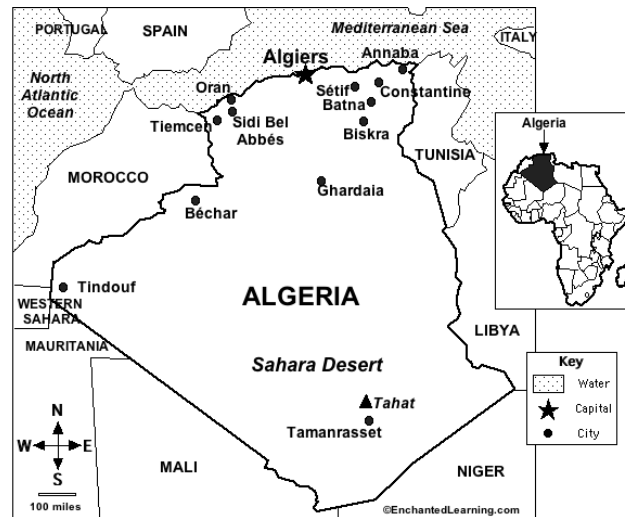 PORTUGAL
SPAIN
Mediterranean Sea
ITALY
North
Atlantic
Ocean
Algiers
Annaba
Oran
Sétif
Constantine
Batna
Tiemcen
Sidi Bel
Abbés
Biskra
TUNISIA
Algeria
MOROCCO
Ghardaia
Béchar
Tindouf
ALGERIA
WESTERN
SAHARA
LIBYA
MAURITANIA
Sahara Desert
Key
Water
Capital
City
Tahat
Tamanrasset
N
W E
S
MALI
NIGER
100 miles
©EnchantedLearning.com